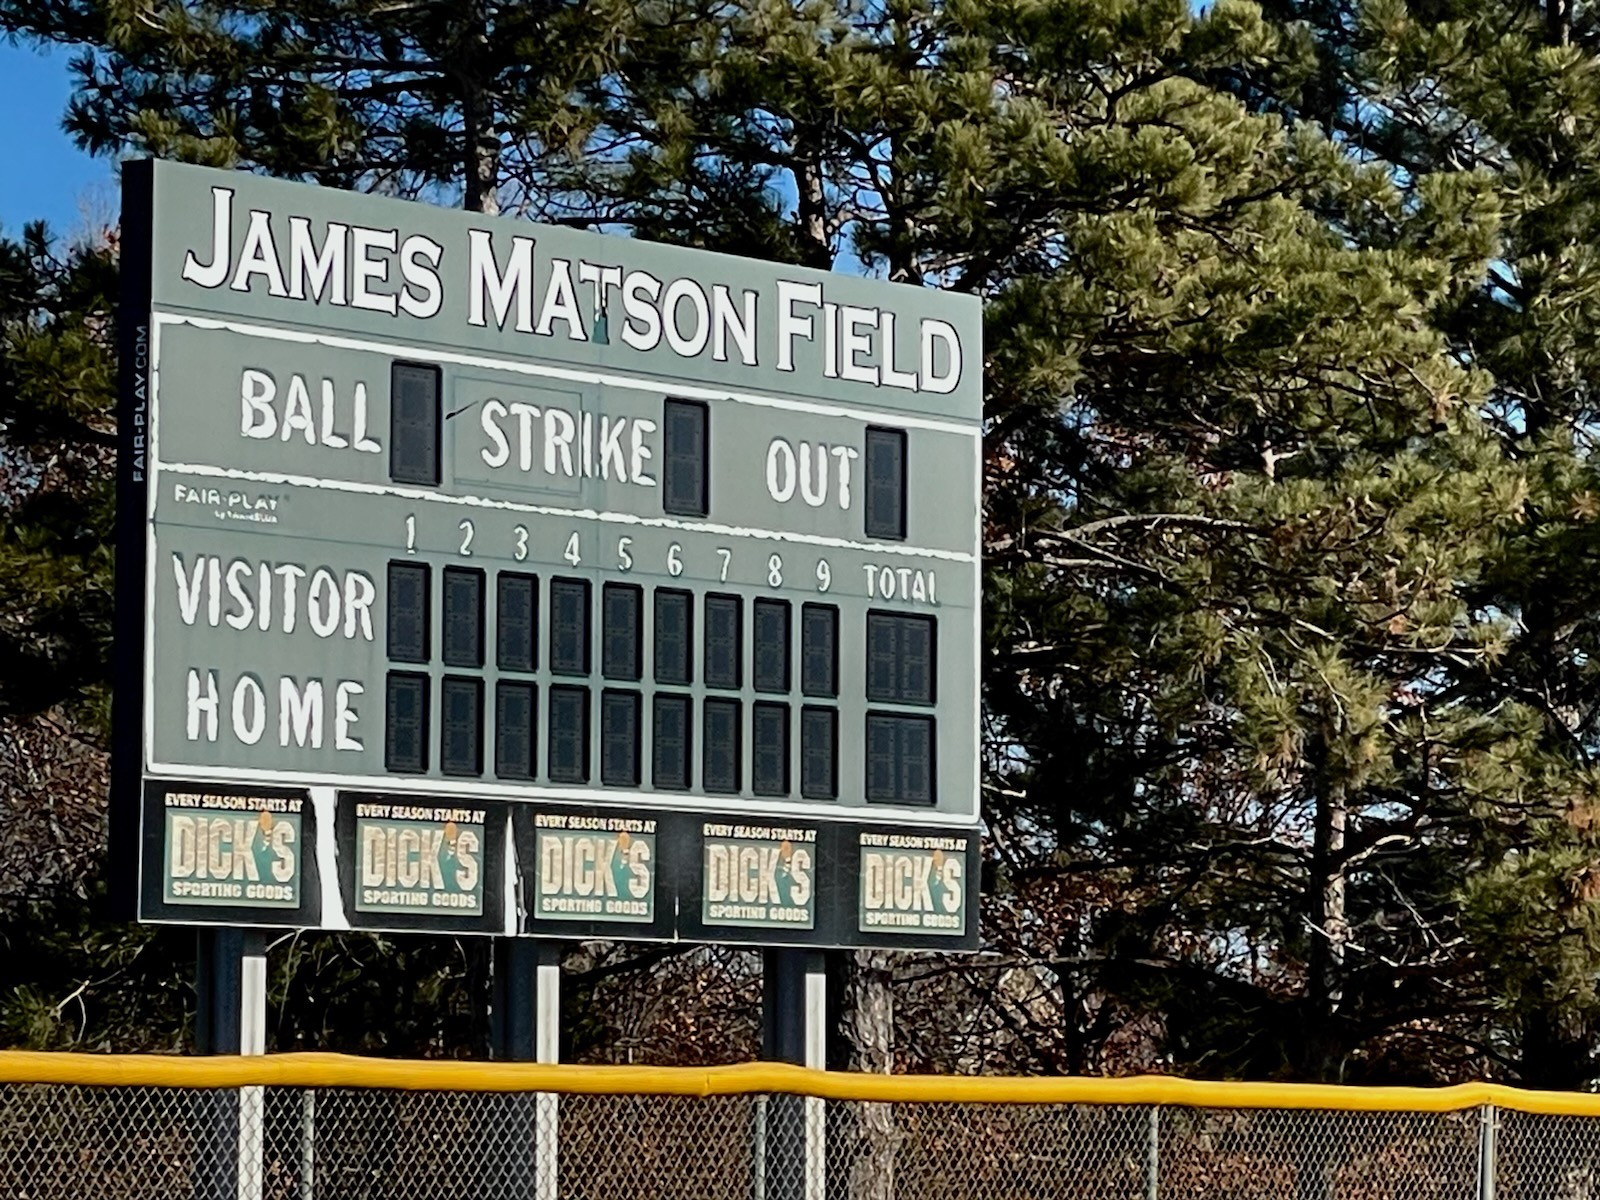 JAMES MATSON FIELD
BALL STRIKE OUT
FAIR-PLAY
1 2 3 4 5 6 7 8 9 TOTAL
VISITOR
HOME
EVERY SEASON STARTS AT
DICK'S
SPORTING GOODS
EVERY SEASON STARTS AT
DICK'S
SPORTING GOODS
EVERY SEASON STARTS AT
DICK'S
SPORTING GOODS
EVERY SEASON STARTS AT
DICK'S
SPORTING GOODS
EVERY SEASON STARTS AT
DICK'S
SPORTING GOODS
FAIR-PLAY.COM